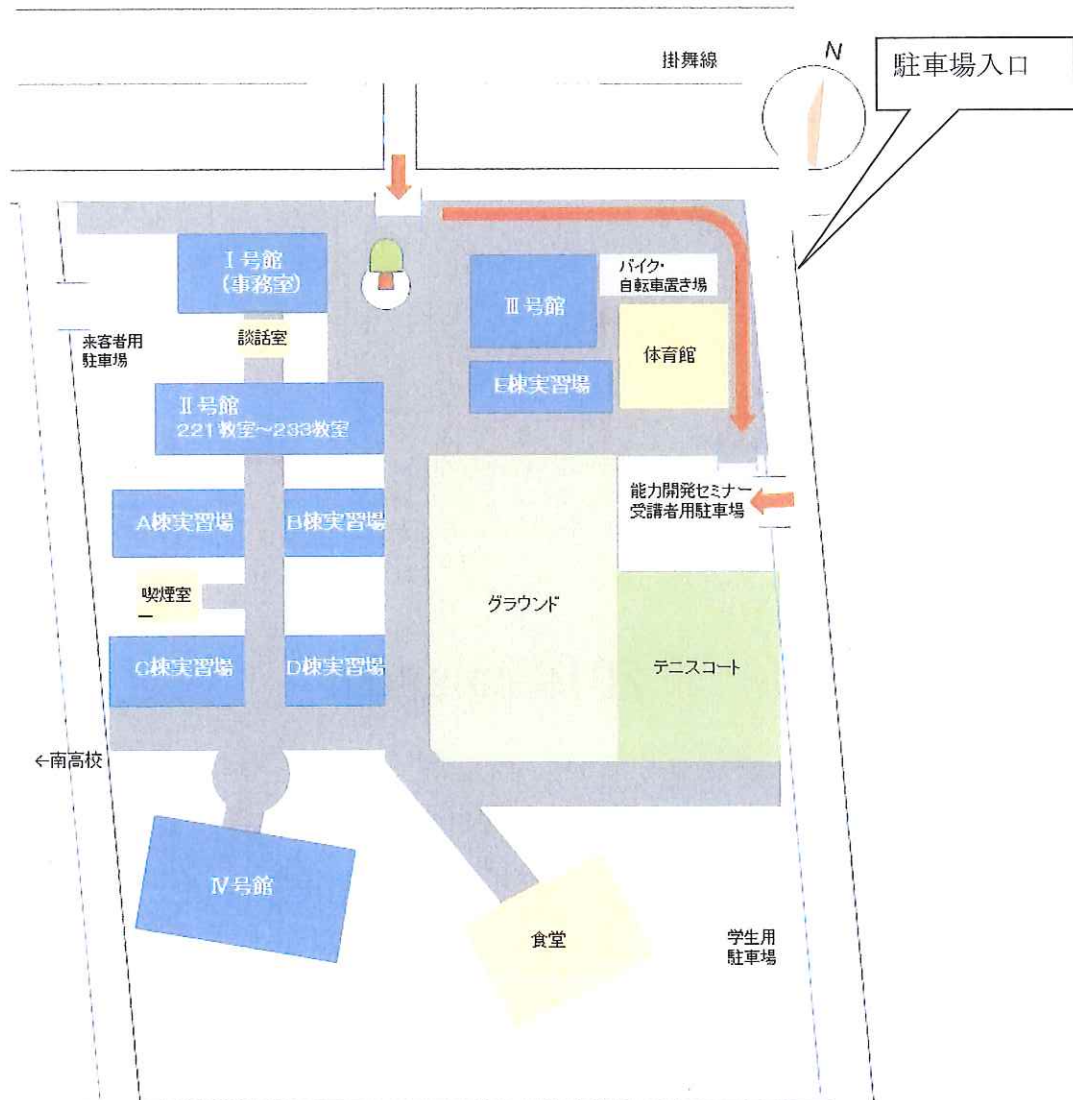 掛舞線
N
駐車場入口
Ⅰ号館
(事務室)
バイク・
自転車置き場
Ⅲ号館
来客者用
駐車場
談話室
体育館
E棟実習場
Ⅱ号館
221教室~233教室
能力開発セミナー
受講者用駐車場
A棟実習場
B棟実習場
喫煙室
グラウンド
C棟実習場
D棟実習場
テニスコート
←南高校
Ⅳ号館
食堂
学生用
駐車場